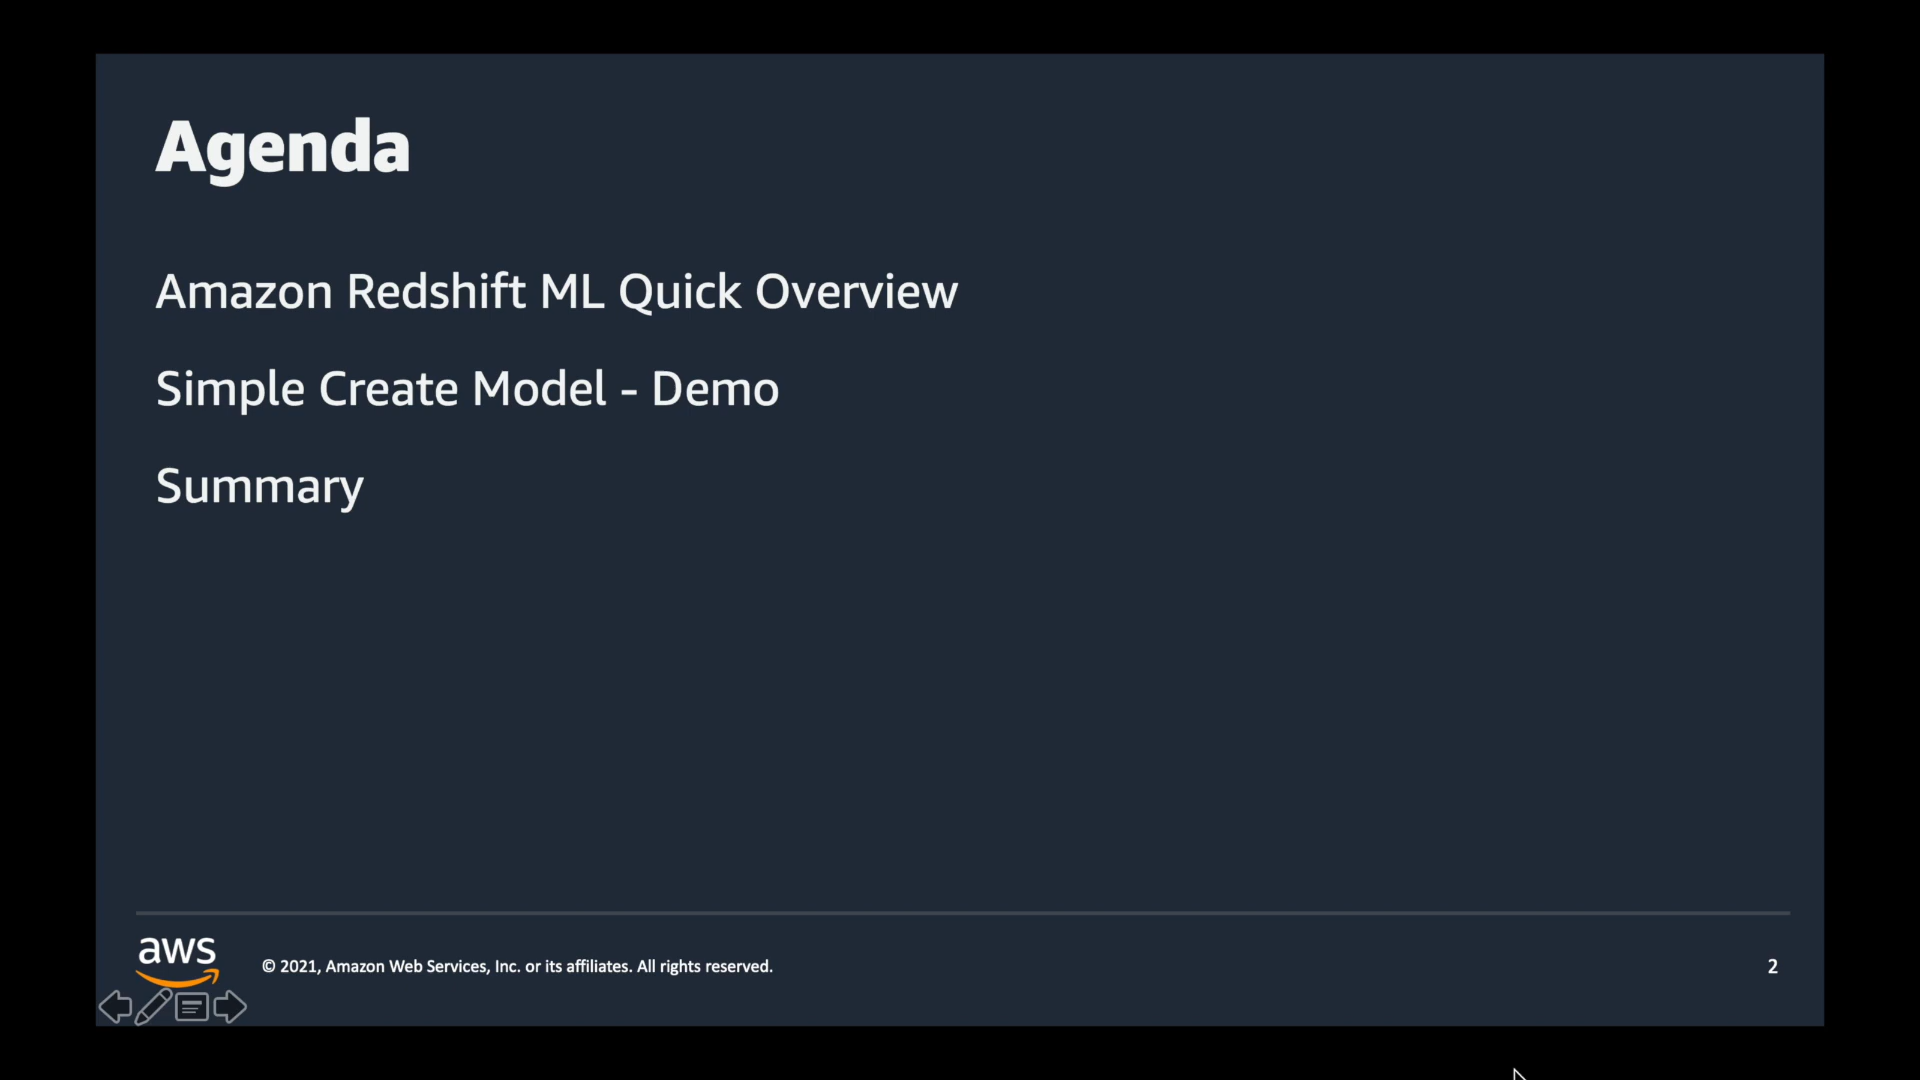 Agenda
Amazon Redshift ML Quick Overview
Simple Create Model - Demo
Summary
aws
© 2021, Amazon Web Services, Inc. or its affiliates. All rights reserved.
2